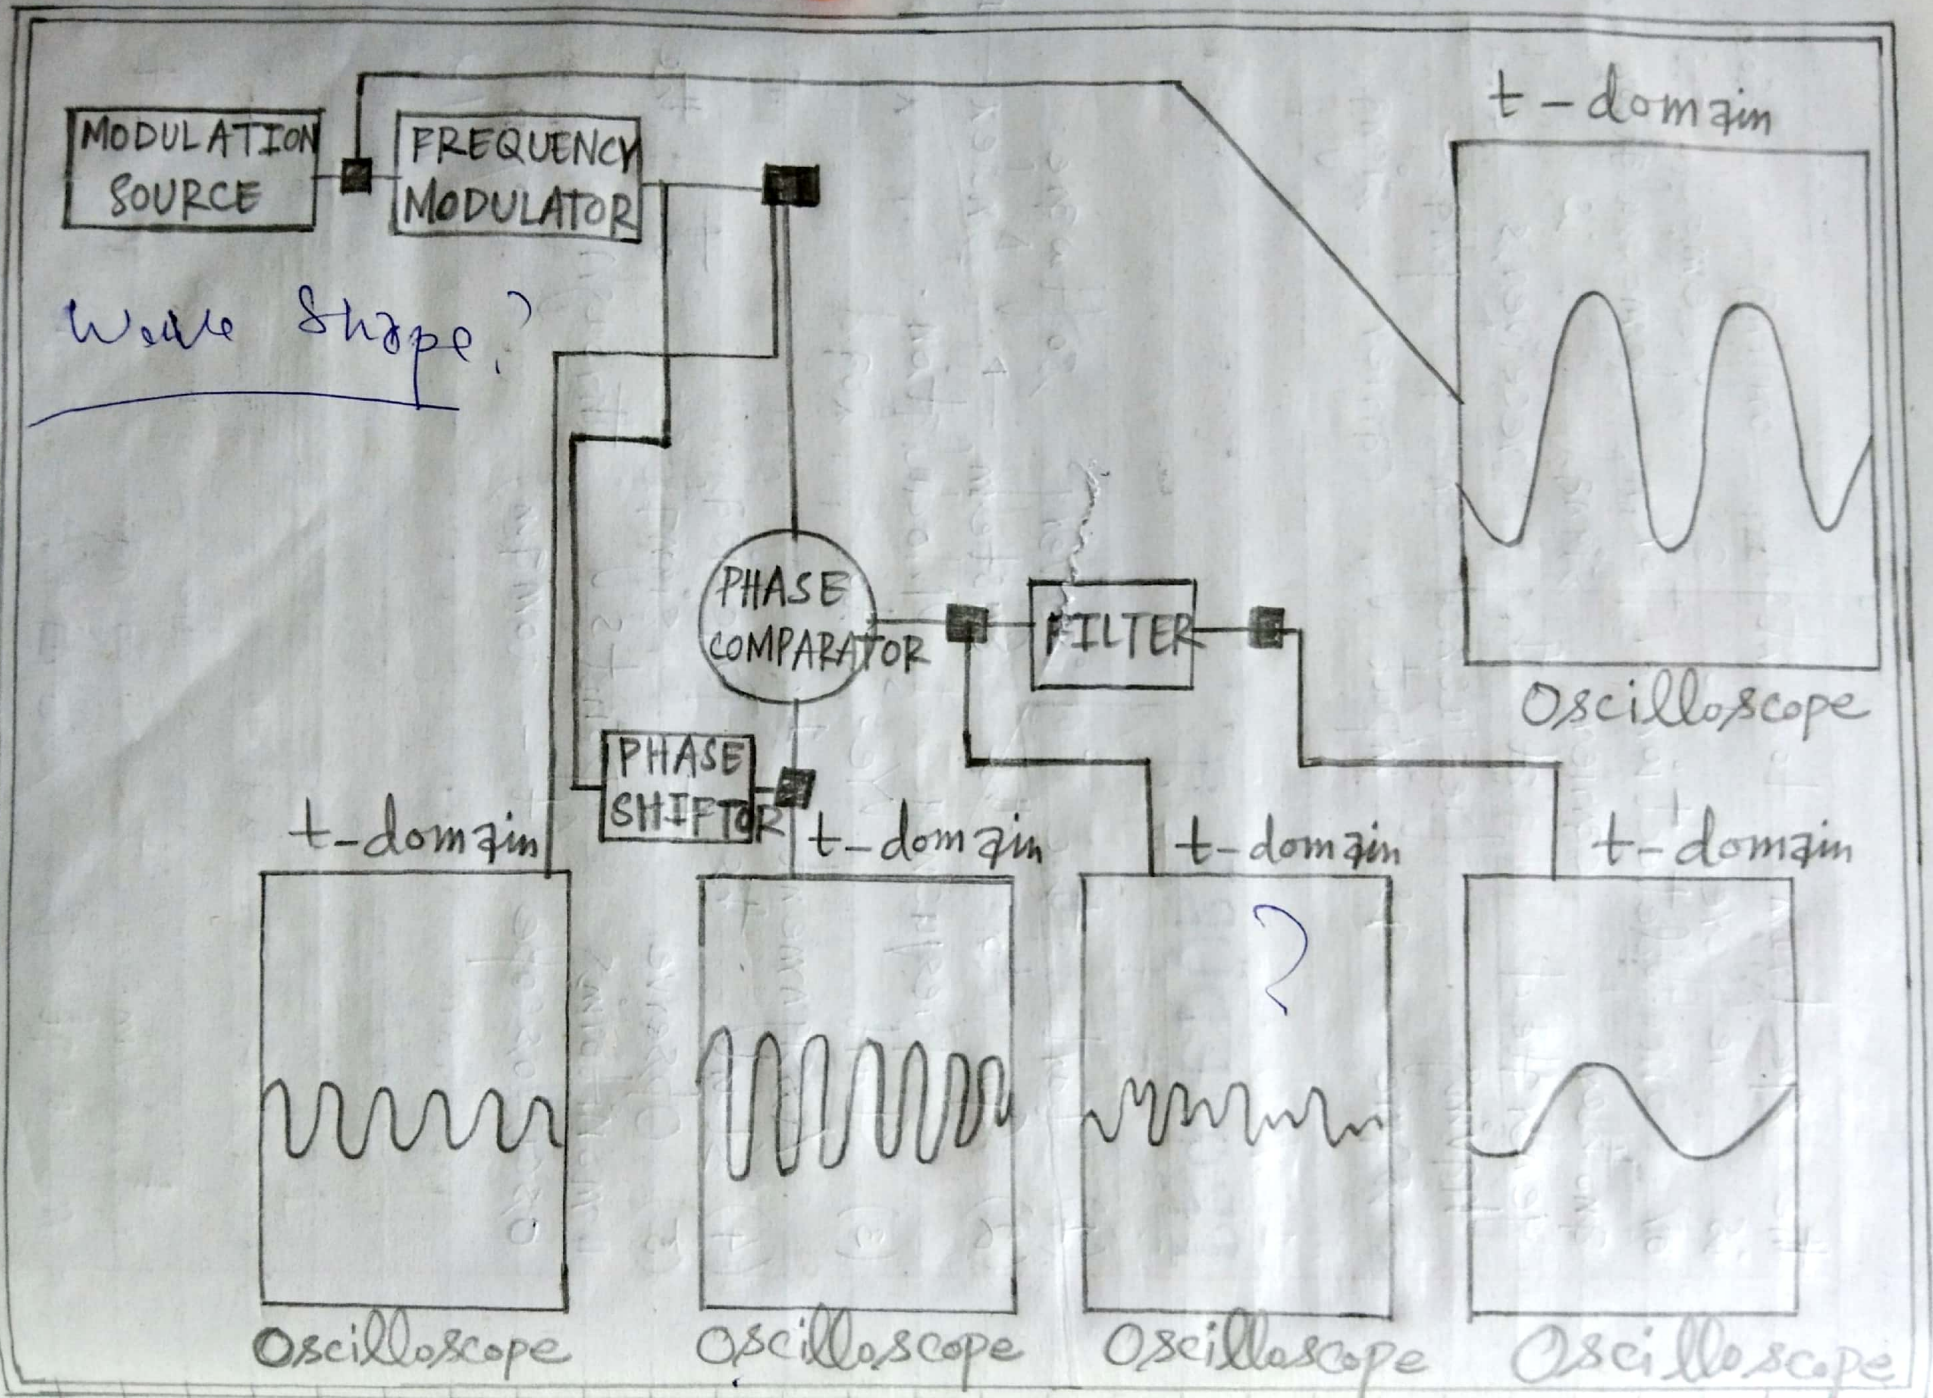 t-domain
MODULATION
SOURCE
FREQUENCY
MODULATOR
Wave Shape?
PHASE
COMPARATOR
FILTER
Oscilloscope
PHASE
SHIFTOR
t-domain
t-domain
t-domain
t-domain
?
Oscilloscope
Oscilloscope
Oscilloscope
Oscilloscope